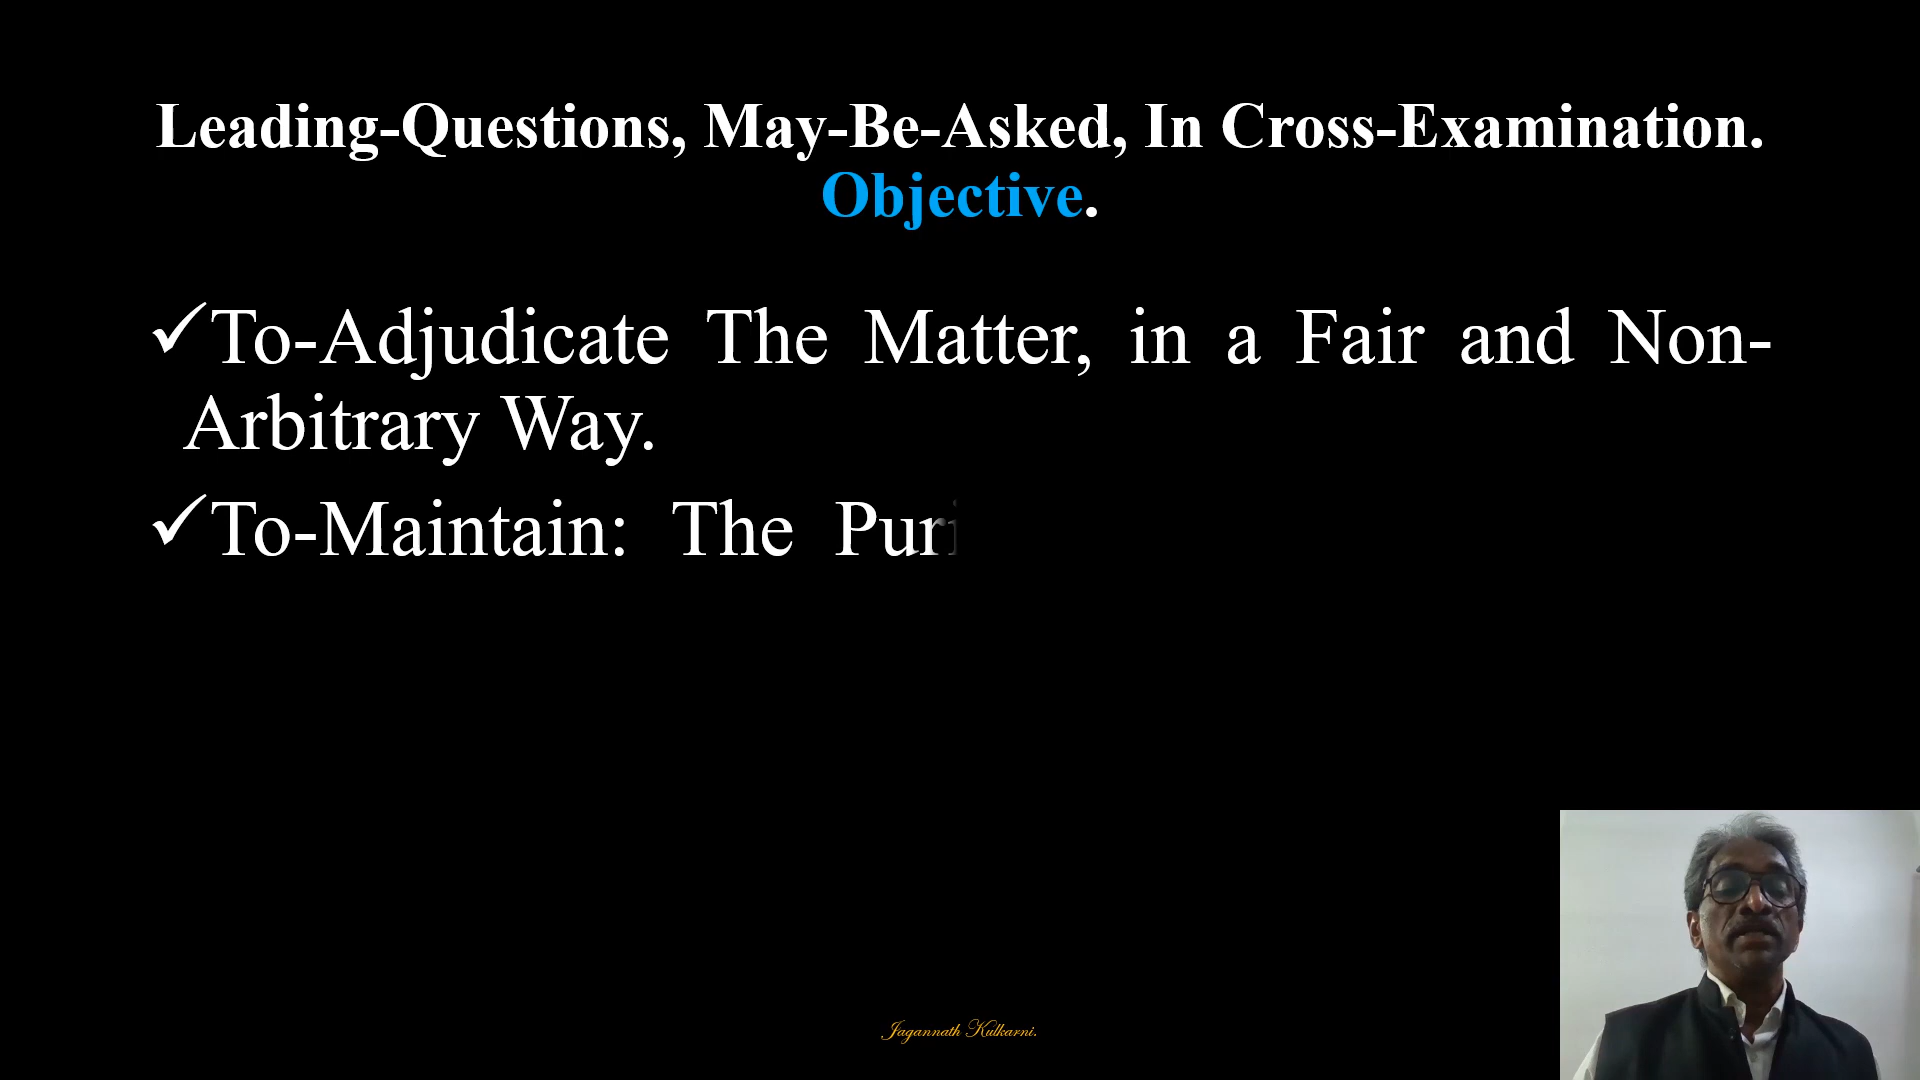 Leading-Questions, May-Be-Asked, In Cross-Examination.
Objective.
✓To-Adjudicate The Matter, in a Fair and Non-
Arbitrary Way.
✓To-Maintain: The Puri
Jagannath Kulkarni.